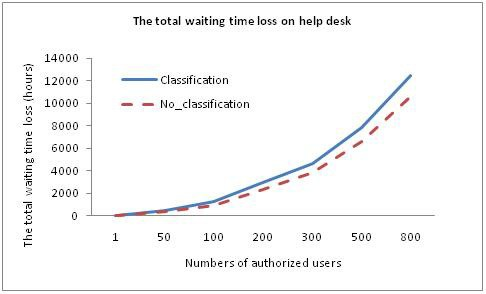 The total waiting time loss on help desk
The total waiting time loss (hours)
14000
12000
10000
8000
6000
4000
2000
0
Classification
No_classification
1 50 100 200 300 500 800
Numbers of authorized users